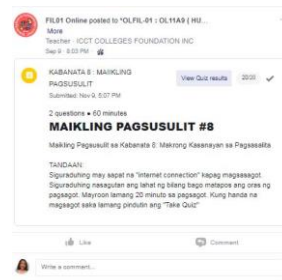 FIL01 Online posted to *OLFIL-01 : OL11A9 ( HU...
More
Teacher · ICCT COLLEGES FOUNDATION INC
Sep 9 · 8:03 PM
KABANATA 8 : MAIKLING
PAGSUSULIT
View Quiz results
20/20
Submitted: Nov 9, 5:07 PM
2 questions • 60 minutes
MAIKLING PAGSUSULIT #8
Maikling Pagsusulit sa Kabanata 8: Makrong Kasanayan sa Pagsasalita
TANDAAN:
Siguraduhing may sapat na "internet connection" kapag magsasagot.
Siguraduhing nasagutan ang lahat ng bilang bago matapos ang oras ng
pagsagot. Mayroon lamang 20 minuto sa pagsagot. Kung handa na
magsagot saka lamang pindutin ang "Take Quiz"
Like
Comment
Write a comment...